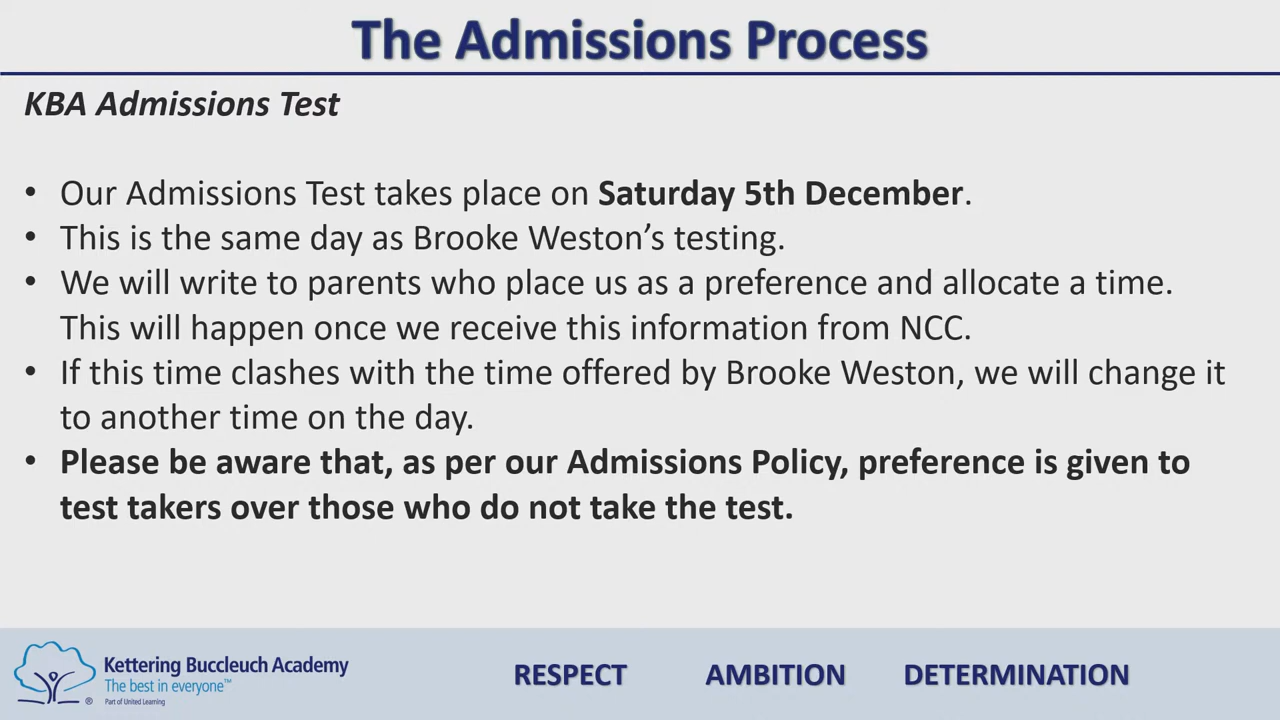 The Admissions Process
KBA Admissions Test
• Our Admissions Test takes place on Saturday 5th December.
• This is the same day as Brooke Weston’s testing.
• We will write to parents who place us as a preference and allocate a time.
This will happen once we receive this information from NCC.
• If this time clashes with the time offered by Brooke Weston, we will change it
to another time on the day.
• Please be aware that, as per our Admissions Policy, preference is given to
test takers over those who do not take the test.
Kettering Buccleuch Academy
The best in everyone™
® Part of United Learning
RESPECT AMBITION DETERMINATION